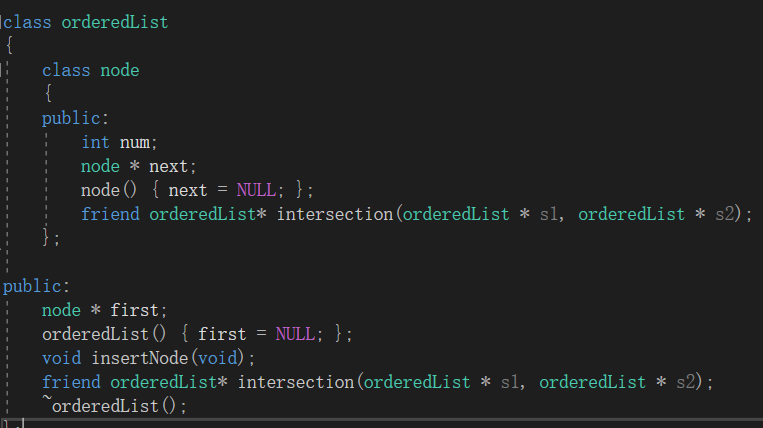 class orderedList
{
class node
{
public:
int num;
node * next;
node() { next = NULL; };
friend orderedList* intersection(orderedList * s1, orderedList * s2);
};
public:
node * first;
orderedList() { first = NULL; };
void insertNode(void);
friend orderedList* intersection(orderedList * s1, orderedList * s2);
~orderedList();